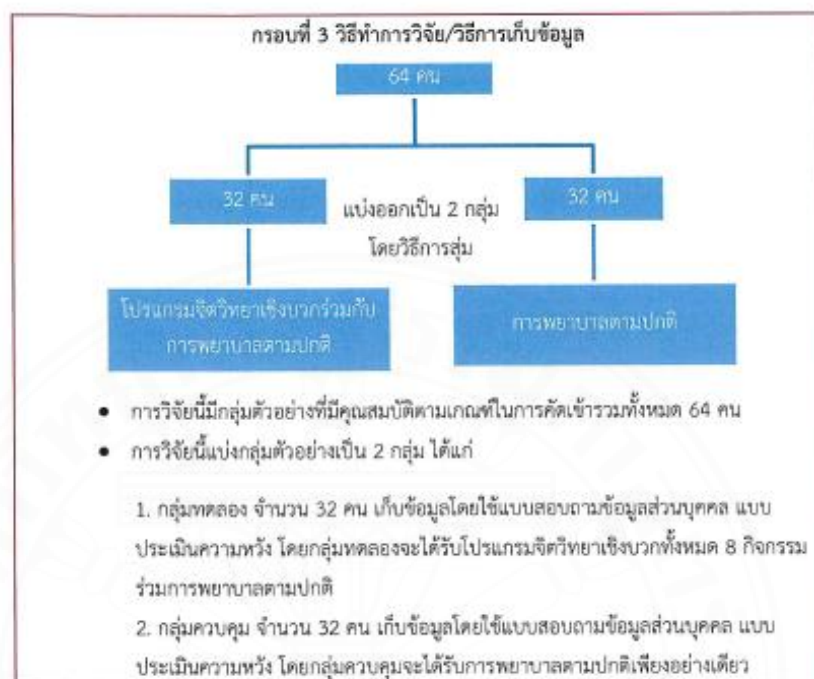 กรอบที่ 3 วิธีทำการวิจัย/วิธีการเก็บข้อมูล
64 คน
32 คน
แบ่งออกเป็น 2 กลุ่ม
โดยวิธีการสุ่ม
32 คน
โปรแกรมจิตวิทยาเชิงบวกร่วมกับ
การพยาบาลตามปกติ
การพยาบาลตามปกติ
• การวิจัยนี้มีกลุ่มตัวอย่างที่มีคุณสมบัติตามเกณฑ์ในการคัดเข้ารวมทั้งหมด 64 คน
• การวิจัยนี้แบ่งกลุ่มตัวอย่างเป็น 2 กลุ่ม ได้แก่
1. กลุ่มทดลอง จำนวน 32 คน เก็บข้อมูลโดยใช้แบบสอบถามข้อมูลส่วนบุคคล แบบ
ประเมินความหวัง โดยกลุ่มทดลองจะได้รับโปรแกรมจิตวิทยาเชิงบวกทั้งหมด 8 กิจกรรม
ร่วมการพยาบาลตามปกติ
2. กลุ่มควบคุม จำนวน 32 คน เก็บข้อมูลโดยใช้แบบสอบถามข้อมูลส่วนบุคคล แบบ
ประเมินความหวัง โดยกลุ่มควบคุมจะได้รับการพยาบาลตามปกติเพียงอย่างเดียว